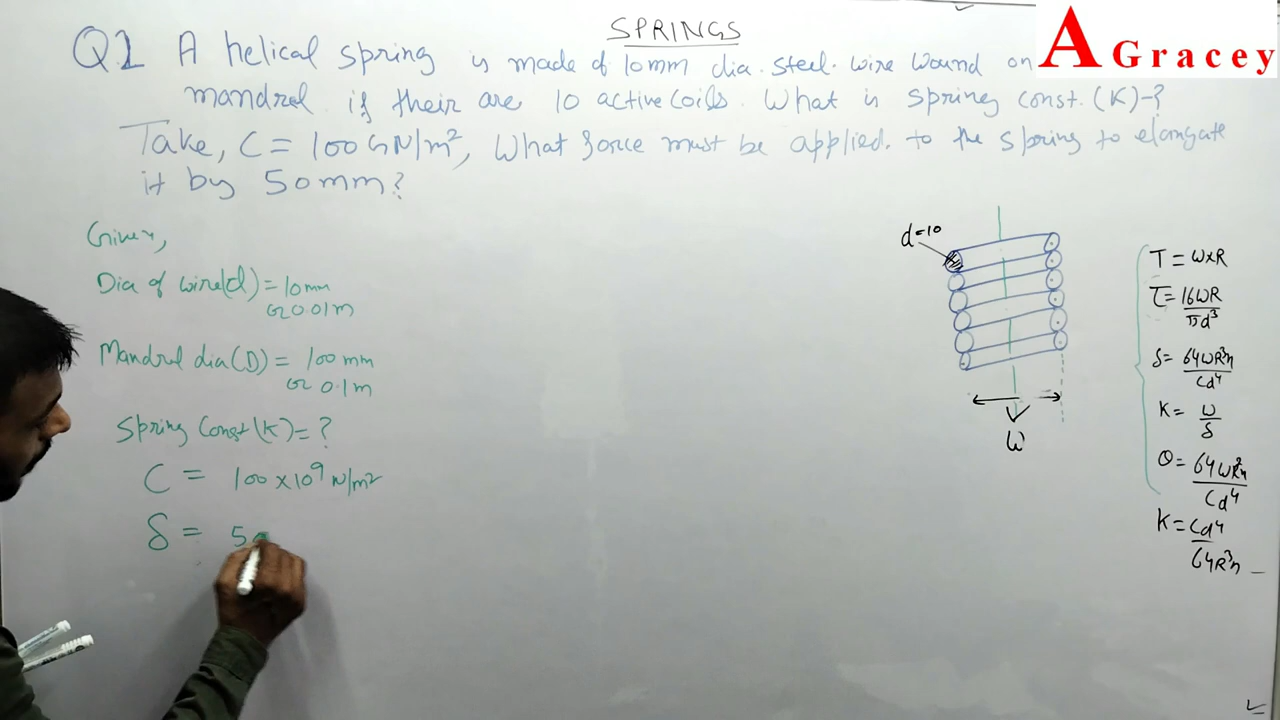 SPRINGS
A Gracey
Q1 A helical spring is made of 10mm dia. steel. wire wound on
mandrel if their are 10 active coils. What is spring const. (K)-?
Take, C = 100 GN/m², What force must be applied. to the spring to elongate
it by 50mm?
Given,
Dia of wire(d) = 10mm
or 0.01m
Mandrel dia(D) = 100 mm
or 0.1m
Spring Const(K) = ?
C = 100 x 10⁹ N/m²
δ = 50
d=10
W
T = W×R
τ = 16WR/πd³
δ = 64WR³n/Cd⁴
K = W/δ
θ = 64WR²n/Cd⁴
K = Cd⁴/64R³n